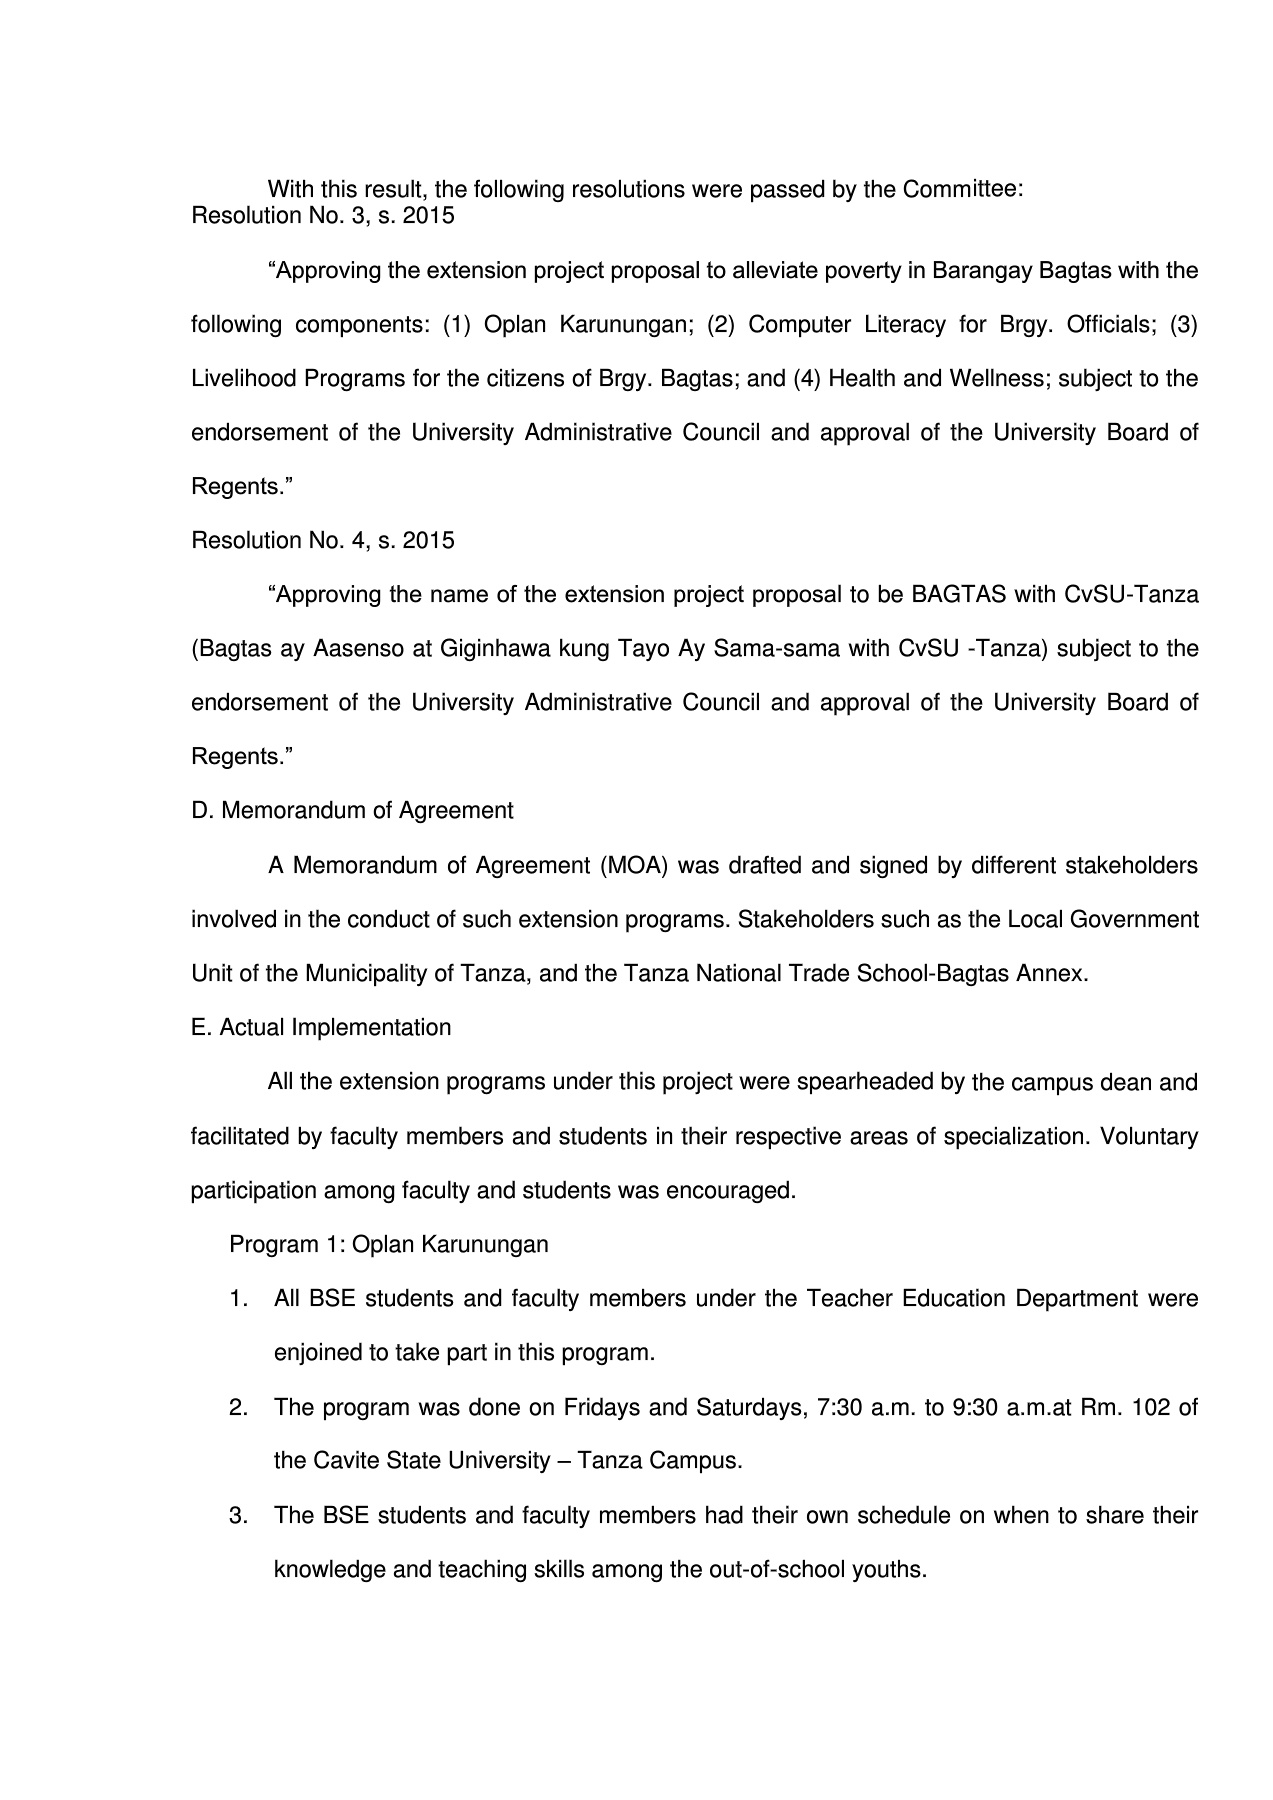 With this result, the following resolutions were passed by the Committee:
Resolution No. 3, s. 2015
“Approving the extension project proposal to alleviate poverty in Barangay Bagtas with the
following components: (1) Oplan Karunungan; (2) Computer Literacy for Brgy. Officials; (3)
Livelihood Programs for the citizens of Brgy. Bagtas; and (4) Health and Wellness; subject to the
endorsement of the University Administrative Council and approval of the University Board of
Regents.”
Resolution No. 4, s. 2015
“Approving the name of the extension project proposal to be BAGTAS with CvSU-Tanza
(Bagtas ay Aasenso at Giginhawa kung Tayo Ay Sama-sama with CvSU -Tanza) subject to the
endorsement of the University Administrative Council and approval of the University Board of
Regents.”
D. Memorandum of Agreement
A Memorandum of Agreement (MOA) was drafted and signed by different stakeholders
involved in the conduct of such extension programs. Stakeholders such as the Local Government
Unit of the Municipality of Tanza, and the Tanza National Trade School-Bagtas Annex.
E. Actual Implementation
All the extension programs under this project were spearheaded by the campus dean and
facilitated by faculty members and students in their respective areas of specialization. Voluntary
participation among faculty and students was encouraged.
Program 1: Oplan Karunungan
1. All BSE students and faculty members under the Teacher Education Department were
enjoined to take part in this program.
2. The program was done on Fridays and Saturdays, 7:30 a.m. to 9:30 a.m.at Rm. 102 of
the Cavite State University – Tanza Campus.
3. The BSE students and faculty members had their own schedule on when to share their
knowledge and teaching skills among the out-of-school youths.